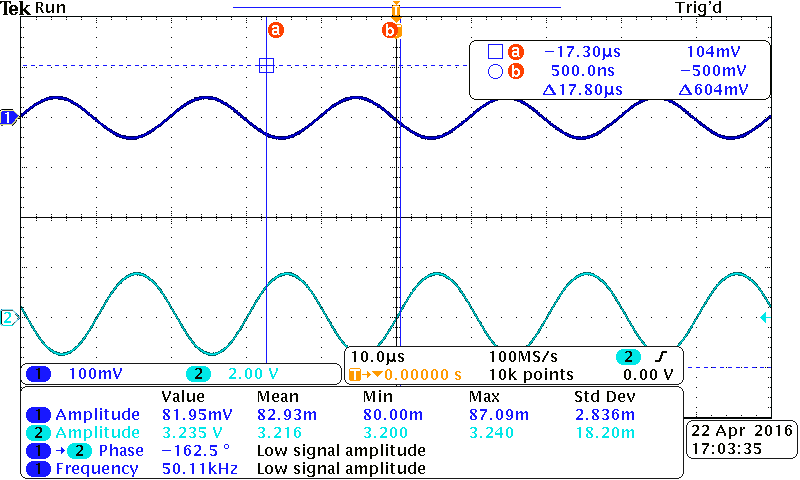 Tek Run Trig'd
T
a b
a −17.30µs 104mV
b 500.0ns −500mV
Δ17.80µs Δ604mV
1
2
1 100mV 2 2.00 V
10.0µs 100MS/s 2
T→▼0.00000 s 10k points 0.00 V
Value Mean Min Max Std Dev
1 Amplitude 81.95mV 82.93m 80.00m 87.09m 2.836m
2 Amplitude 3.235 V 3.216 3.200 3.240 18.20m
1→2 Phase −162.5 ° Low signal amplitude
1 Frequency 50.11kHz Low signal amplitude
22 Apr 2016
17:03:35